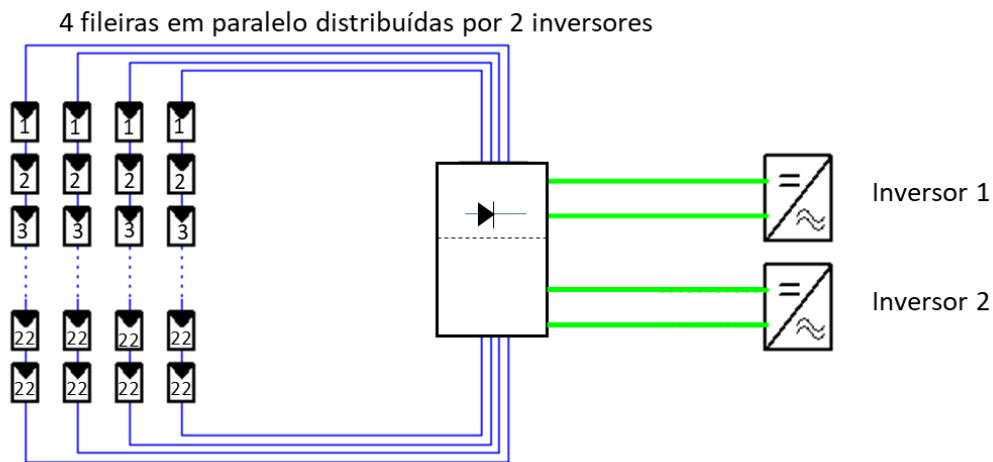 4 fileiras em paralelo distribuídas por 2 inversores
1 1 1 1
2 2 2 2
3 3 3 3
Inversor 1
22 22 22 22
Inversor 2
22 22 22 22